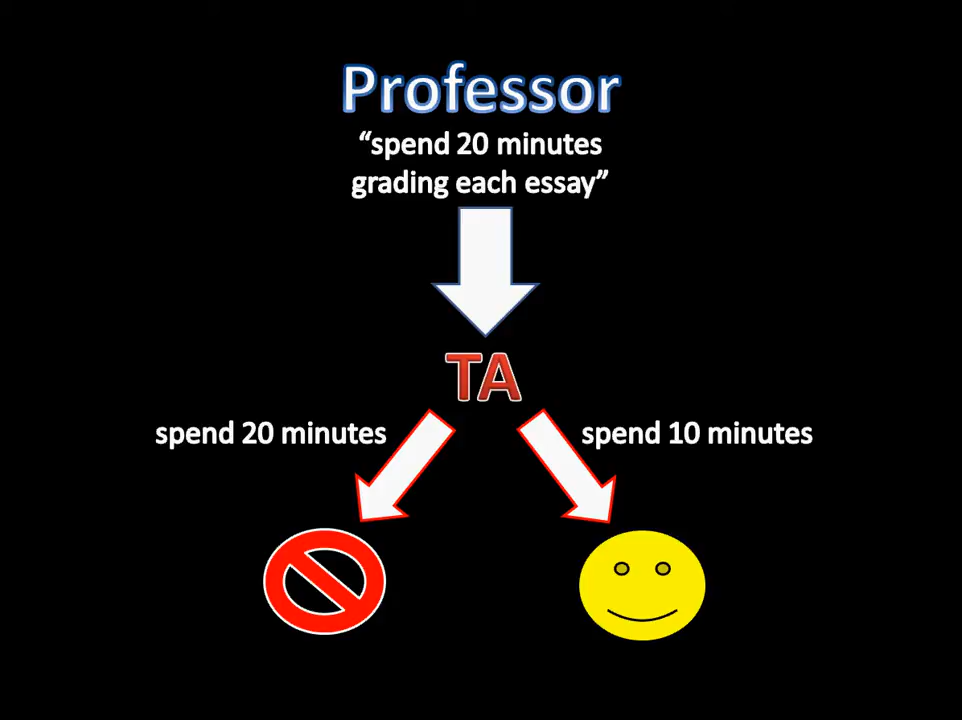 Professor
“spend 20 minutes
grading each essay”
TA
spend 20 minutes
spend 10 minutes